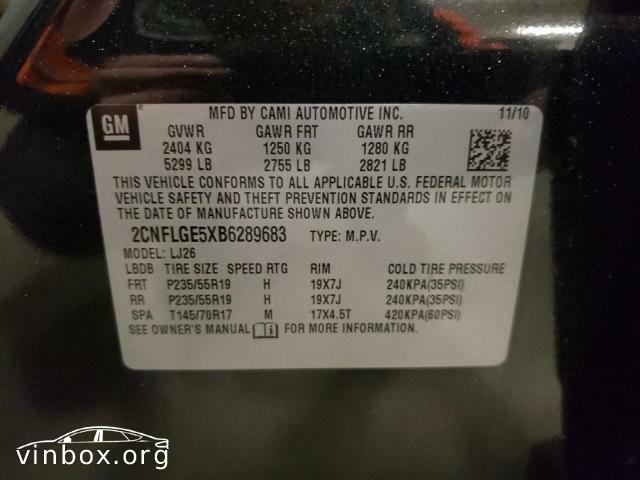 GM
MFD BY CAMI AUTOMOTIVE INC. 11/10
GVWR GAWR FRT GAWR RR
2404 KG 1250 KG 1280 KG
5299 LB 2755 LB 2821 LB
THIS VEHICLE CONFORMS TO ALL APPLICABLE U.S. FEDERAL MOTOR
VEHICLE SAFETY AND THEFT PREVENTION STANDARDS IN EFFECT ON
THE DATE OF MANUFACTURE SHOWN ABOVE.
2CNFLGE5XB6289683 TYPE: M.P.V.
MODEL: LJ26
LBDB TIRE SIZE SPEED RTG RIM COLD TIRE PRESSURE
FRT P235/55R19 H 19X7J 240KPA(35PSI)
RR P235/55R19 H 19X7J 240KPA(35PSI)
SPA T145/70R17 M 17X4.5T 420KPA(60PSI)
SEE OWNER'S MANUAL FOR MORE INFORMATION.
vinbox.org